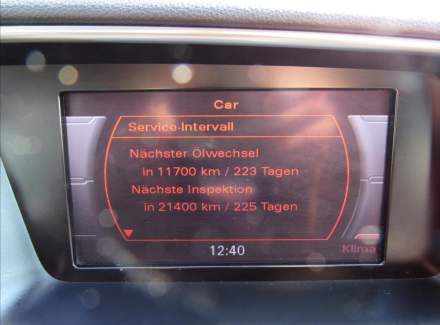 Car
Service-Intervall
Nächster Ölwechsel
in 11700 km / 223 Tagen
Nächste Inspektion
in 21400 km / 225 Tagen
12:40
Klima